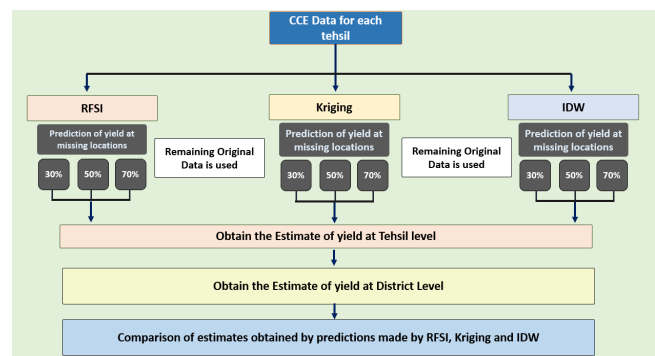 CCE Data for each
tehsil
RFSI
Kriging
IDW
Prediction of yield at
missing locations
Remaining Original
Data is used
Prediction of yield at
missing locations
Remaining Original
Data is used
Prediction of yield at
missing locations
30%
50%
70%
30%
50%
70%
30%
50%
70%
Obtain the Estimate of yield at Tehsil level
Obtain the Estimate of yield at District Level
Comparison of estimates obtained by predictions made by RFSI, Kriging and IDW